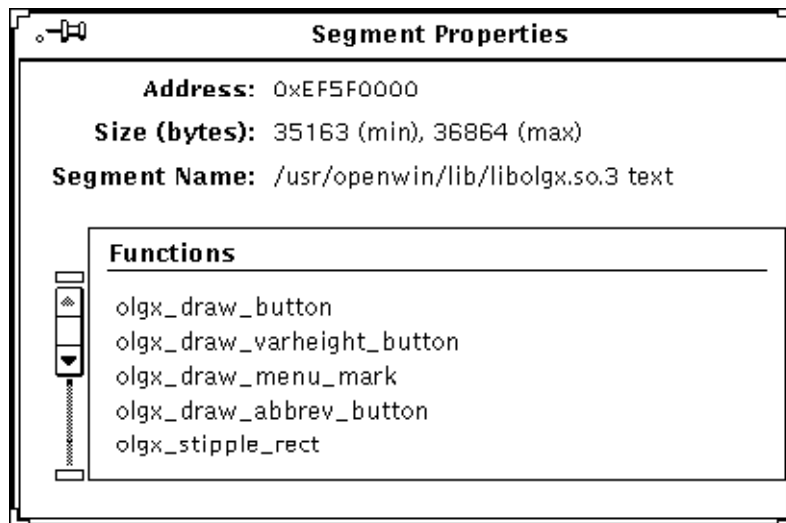 Segment Properties
Address: 0xEF5F0000
Size (bytes): 35163 (min), 36864 (max)
Segment Name: /usr/openwin/lib/libolgx.so.3 text
Functions
olgx_draw_button
olgx_draw_varheight_button
olgx_draw_menu_mark
olgx_draw_abbrev_button
olgx_stipple_rect